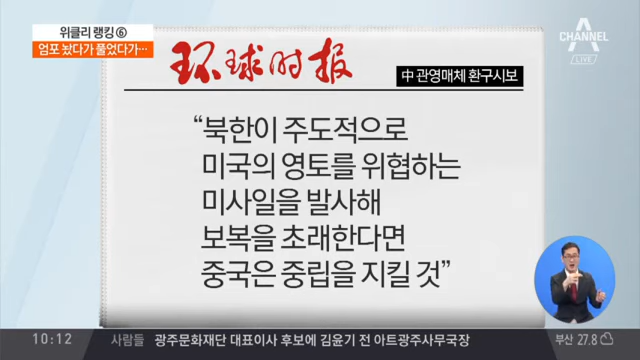 위클리 랭킹 ⑥
엄포 놨다가 풀었다가…
CHANNEL A
LIVE
环球时报
中 관영매체 환구시보
“북한이 주도적으로
미국의 영토를 위협하는
미사일을 발사해
보복을 초래한다면
중국은 중립을 지킬 것”
10:12 사람들 광주문화재단 대표이사 후보에 김윤기 전 아트광주사무국장 부산 27.8